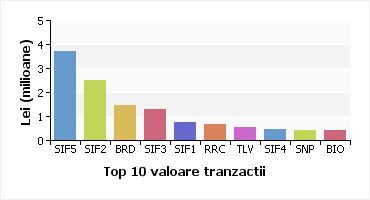 Lei (milioane)
5
4
3
2
1
0
SIF5 SIF2 BRD SIF3 SIF1 RRC TLV SIF4 SNP BIO
Top 10 valoare tranzactii